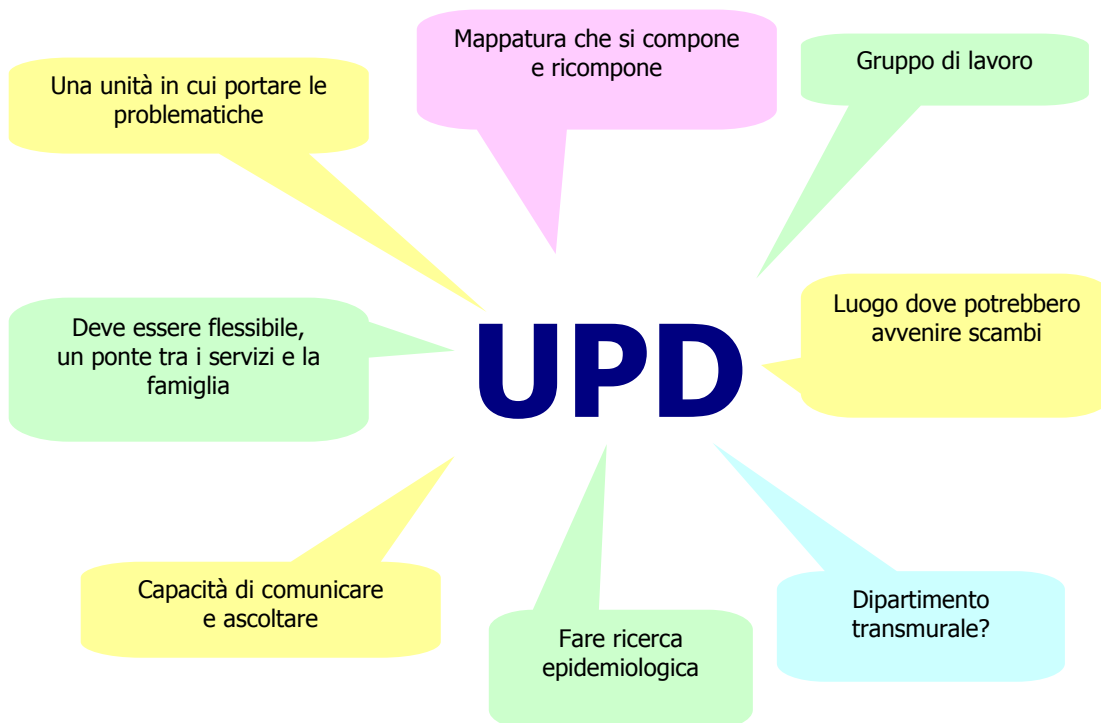 Mappatura che si compone
e ricompone
Gruppo di lavoro
Una unità in cui portare le
problematiche
Luogo dove potrebbero
avvenire scambi
Deve essere flessibile,
un ponte tra i servizi e la
famiglia
UPD
Capacità di comunicare
e ascoltare
Fare ricerca
epidemiologica
Dipartimento
transmurale?